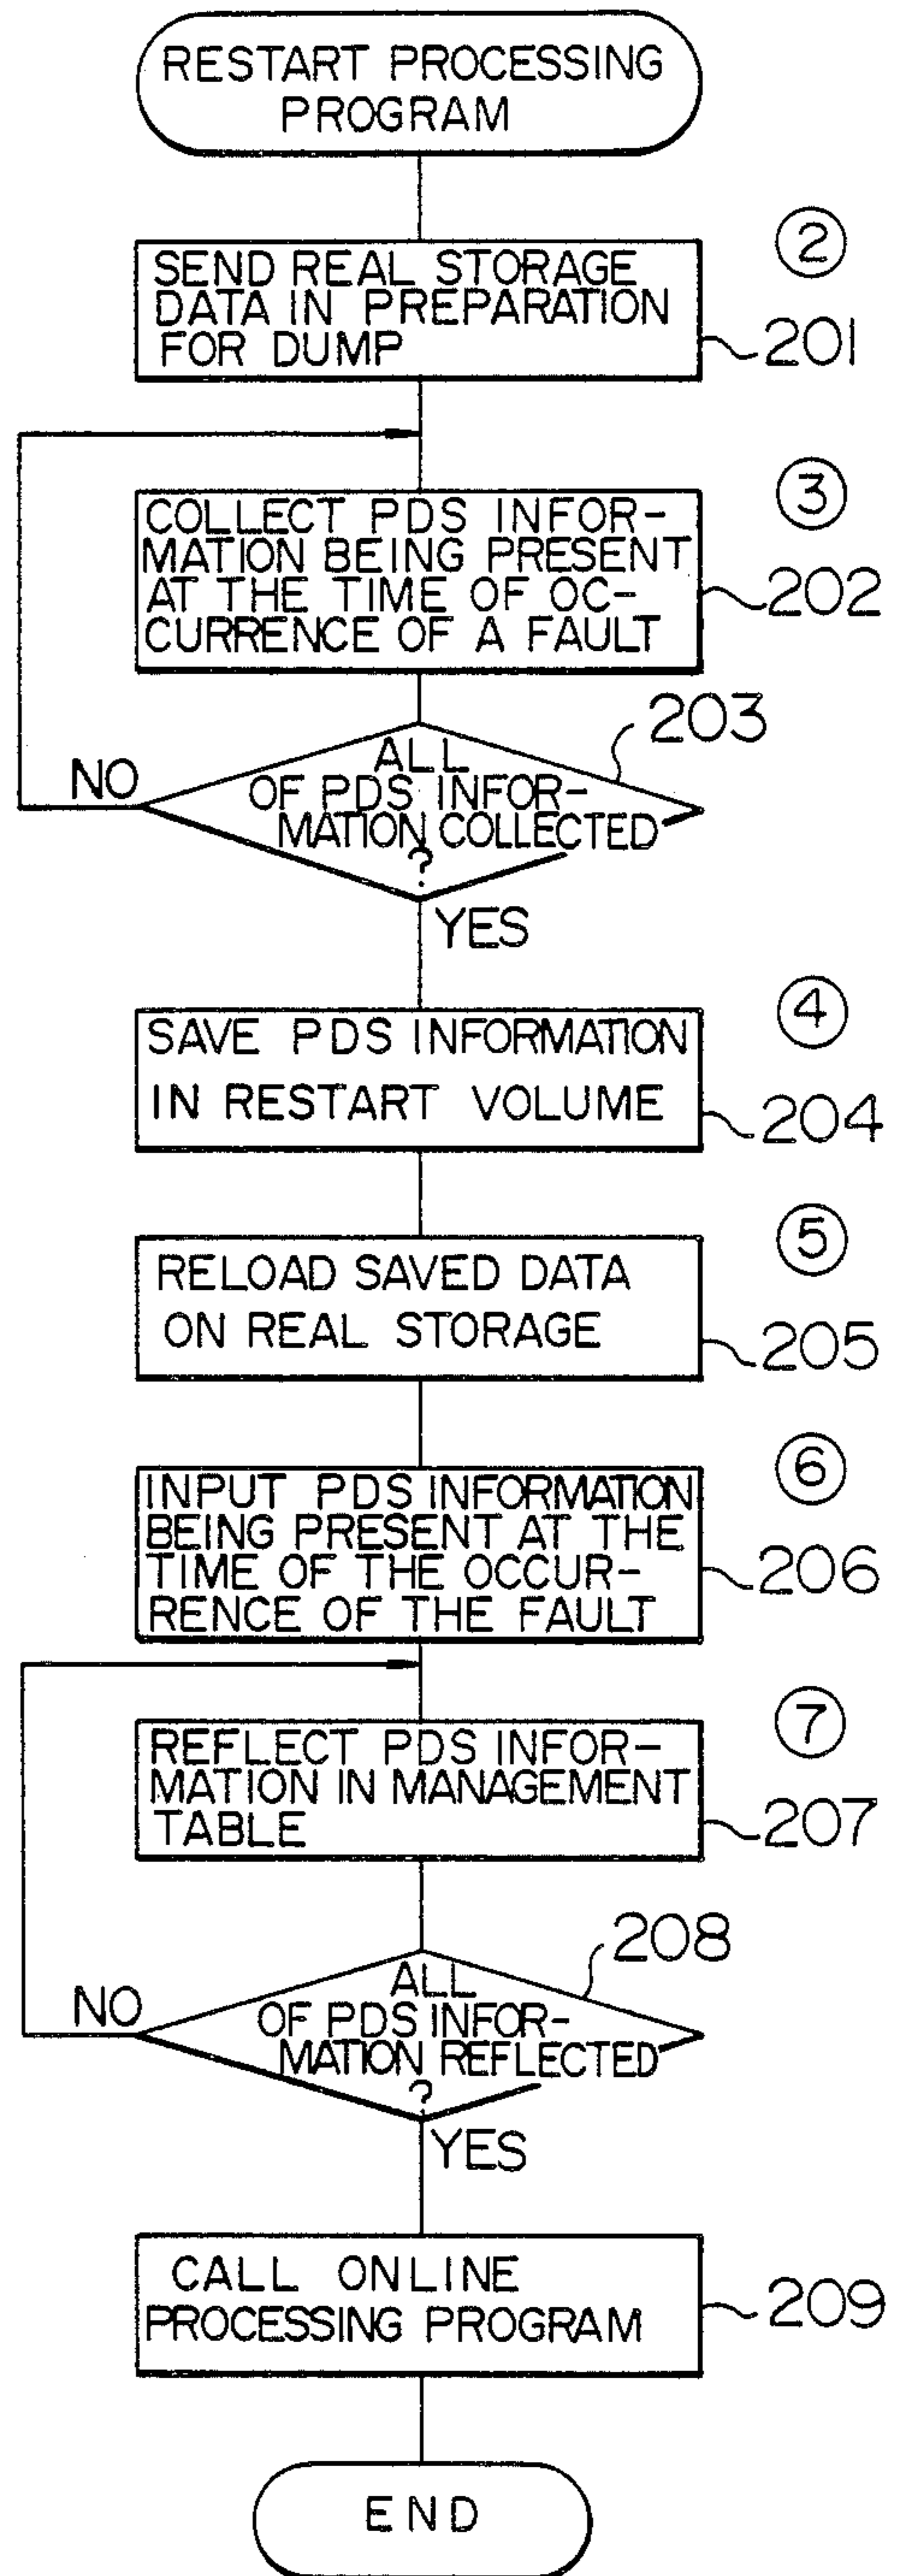 RESTART PROCESSING
PROGRAM
②
SEND REAL STORAGE
DATA IN PREPARATION
FOR DUMP
201
③
COLLECT PDS INFOR-
MATION BEING PRESENT
AT THE TIME OF OC-
CURRENCE OF A FAULT
202
203
ALL
OF PDS INFOR-
MATION COLLECTED
?
NO
YES
④
SAVE PDS INFORMATION
IN RESTART VOLUME
204
⑤
RELOAD SAVED DATA
ON REAL STORAGE
205
⑥
INPUT PDS INFORMATION
BEING PRESENT AT THE
TIME OF THE OCCUR-
RENCE OF THE FAULT
206
⑦
REFLECT PDS INFOR-
MATION IN MANAGEMENT
TABLE
207
208
ALL
OF PDS INFOR-
MATION REFLECTED
?
NO
YES
CALL ONLINE
PROCESSING PROGRAM
209
END